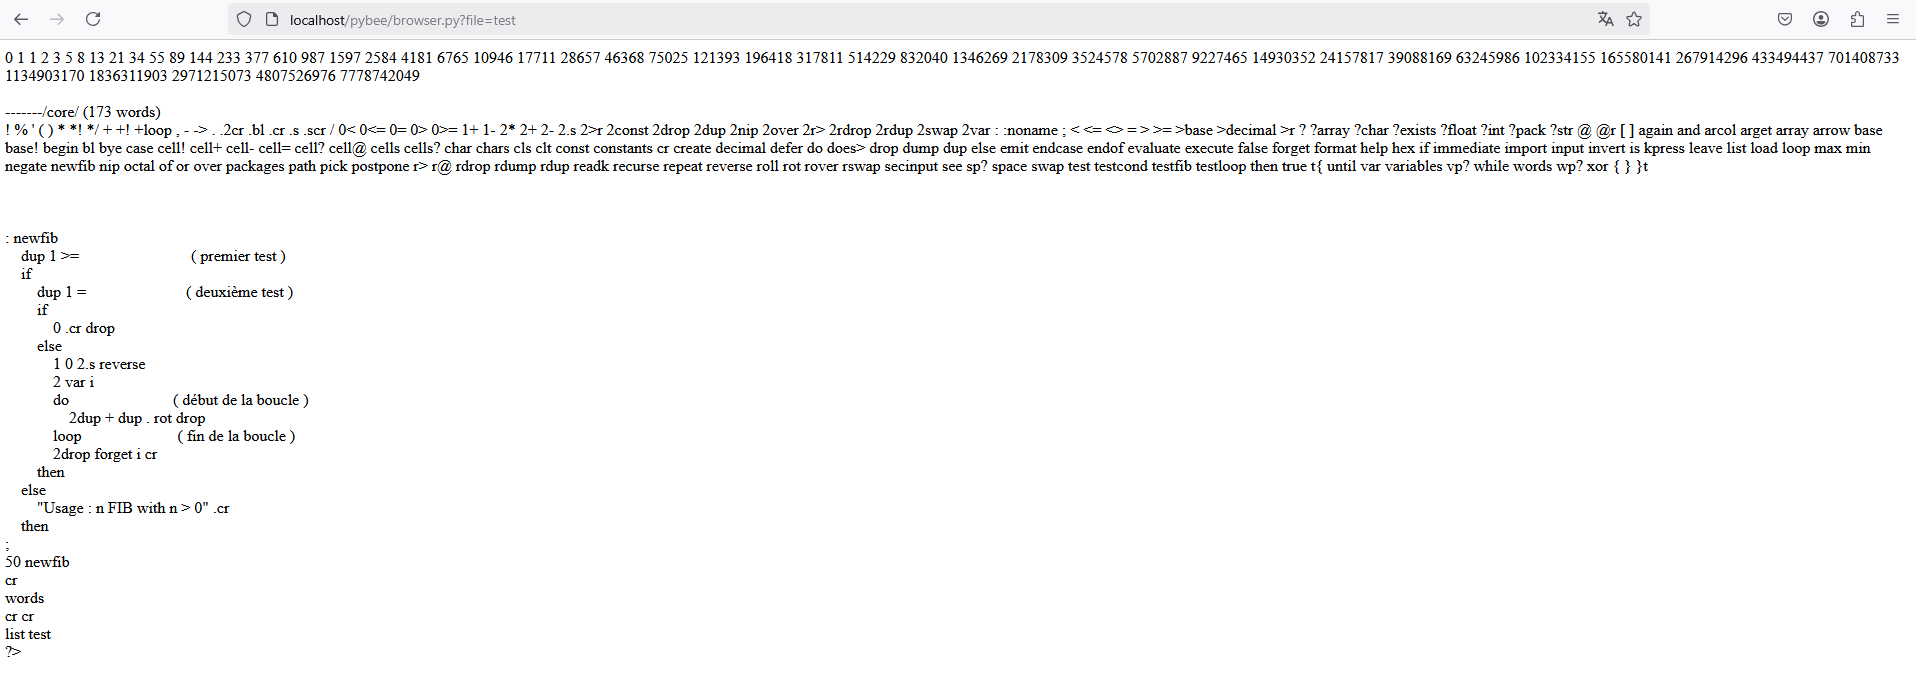 localhost/pybee/browser.py?file=test
0 1 1 2 3 5 8 13 21 34 55 89 144 233 377 610 987 1597 2584 4181 6765 10946 17711 28657 46368 75025 121393 196418 317811 514229 832040 1346269 2178309 3524578 5702887 9227465 14930352 24157817 39088169 63245986 102334155 165580141 267914296 433494437 701408733
1134903170 1836311903 2971215073 4807526976 7778742049
-------/core/ (173 words)
! % ' ( ) * *! */ + +! +loop , - -> . .2cr .bl .cr .s .scr / 0< 0<= 0= 0> 0>= 1+ 1- 2* 2+ 2- 2.s 2>r 2const 2drop 2dup 2nip 2over 2r> 2rdrop 2rdup 2swap 2var : :noname ; < <= <> = > >= >base >decimal >r ? ?array ?char ?exists ?float ?int ?pack ?str @ @r [ ] again and arcol arget array arrow base
base! begin bl bye case cell! cell+ cell- cell= cell? cell@ cells cells? char chars cls clt const constants cr create decimal defer do does> drop dump dup else emit endcase endof evaluate execute false forget format help hex if immediate import input invert is kpress leave list load loop max min
negate newfib nip octal of or over packages path pick postpone r> r@ rdrop rdump rdup readk recurse repeat reverse roll rot rover rswap secinput see sp? space swap test testcond testfib testloop then true t{ until var variables vp? while words wp? xor { } }t
: newfib
dup 1 >= ( premier test )
if
dup 1 = ( deuxième test )
if
0 .cr drop
else
1 0 2.s reverse
2 var i
do ( début de la boucle )
2dup + dup . rot drop
loop ( fin de la boucle )
2drop forget i cr
then
else
"Usage : n FIB with n > 0" .cr
then
;
50 newfib
cr
words
cr cr
list test
?>